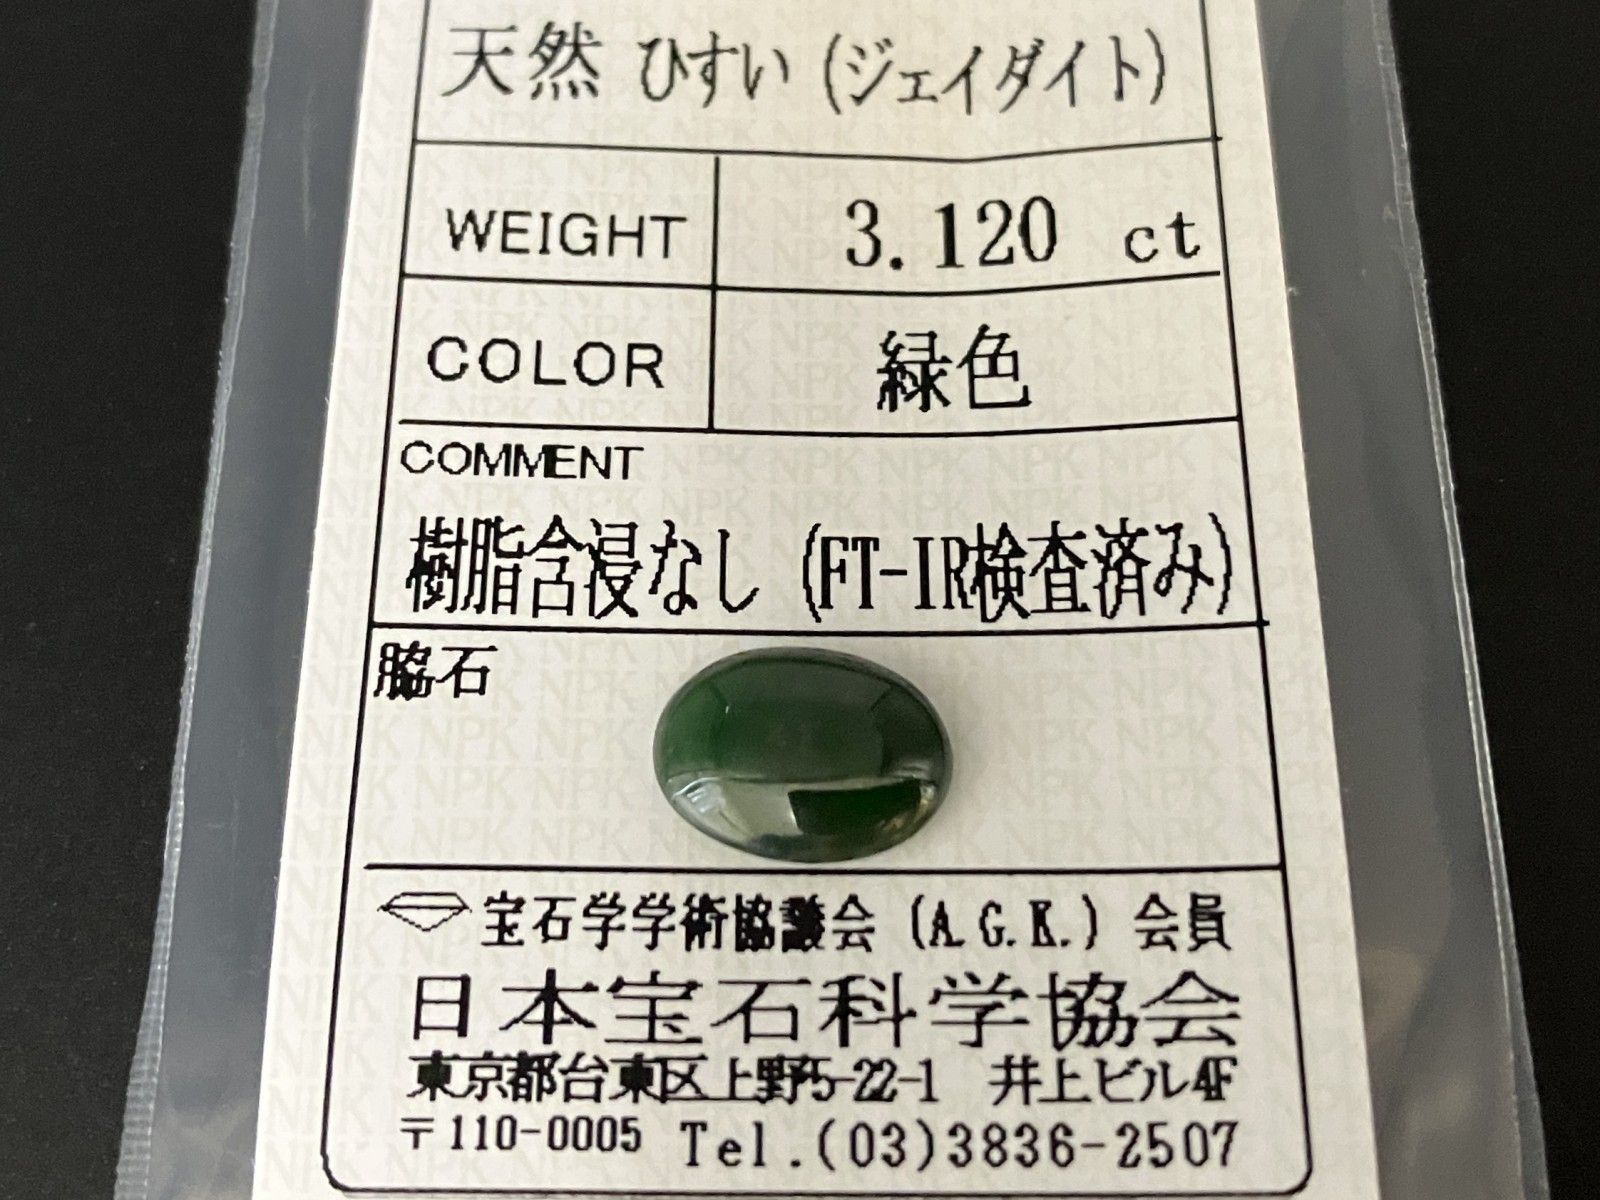 天然 ひすい (ジェイダイト)
WEIGHT 3.120 ct
COLOR 緑色
COMMENT
樹脂含浸なし (FT-IR検査済み)
脇石
宝石学学術協議会 (A.G.K.) 会員
日本宝石科学協会
東京都台東区上野5-22-1 井上ビル4F
〒110-0005 Tel.(03)3836-2507